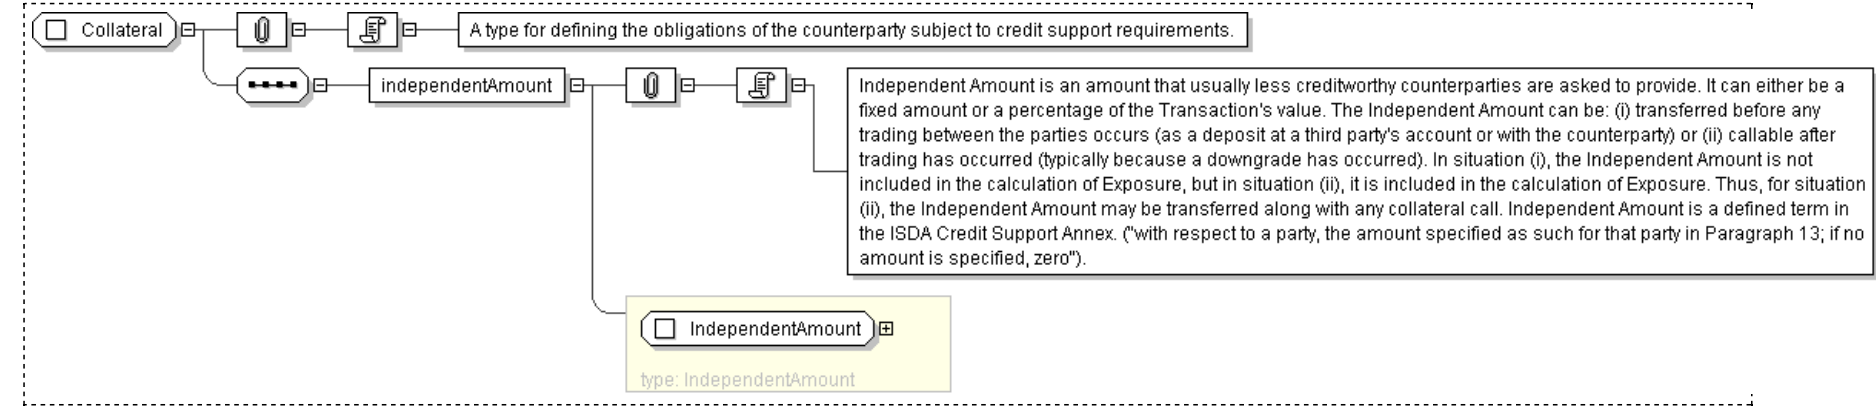 Collateral
A type for defining the obligations of the counterparty subject to credit support requirements.
independentAmount
Independent Amount is an amount that usually less creditworthy counterparties are asked to provide. It can either be a
fixed amount or a percentage of the Transaction's value. The Independent Amount can be: (i) transferred before any
trading between the parties occurs (as a deposit at a third party's account or with the counterparty) or (ii) callable after
trading has occurred (typically because a downgrade has occurred). In situation (i), the Independent Amount is not
included in the calculation of Exposure, but in situation (ii), it is included in the calculation of Exposure. Thus, for situation
(ii), the Independent Amount may be transferred along with any collateral call. Independent Amount is a defined term in
the ISDA Credit Support Annex. ("with respect to a party, the amount specified as such for that party in Paragraph 13; if no
amount is specified, zero").
IndependentAmount
type: IndependentAmount